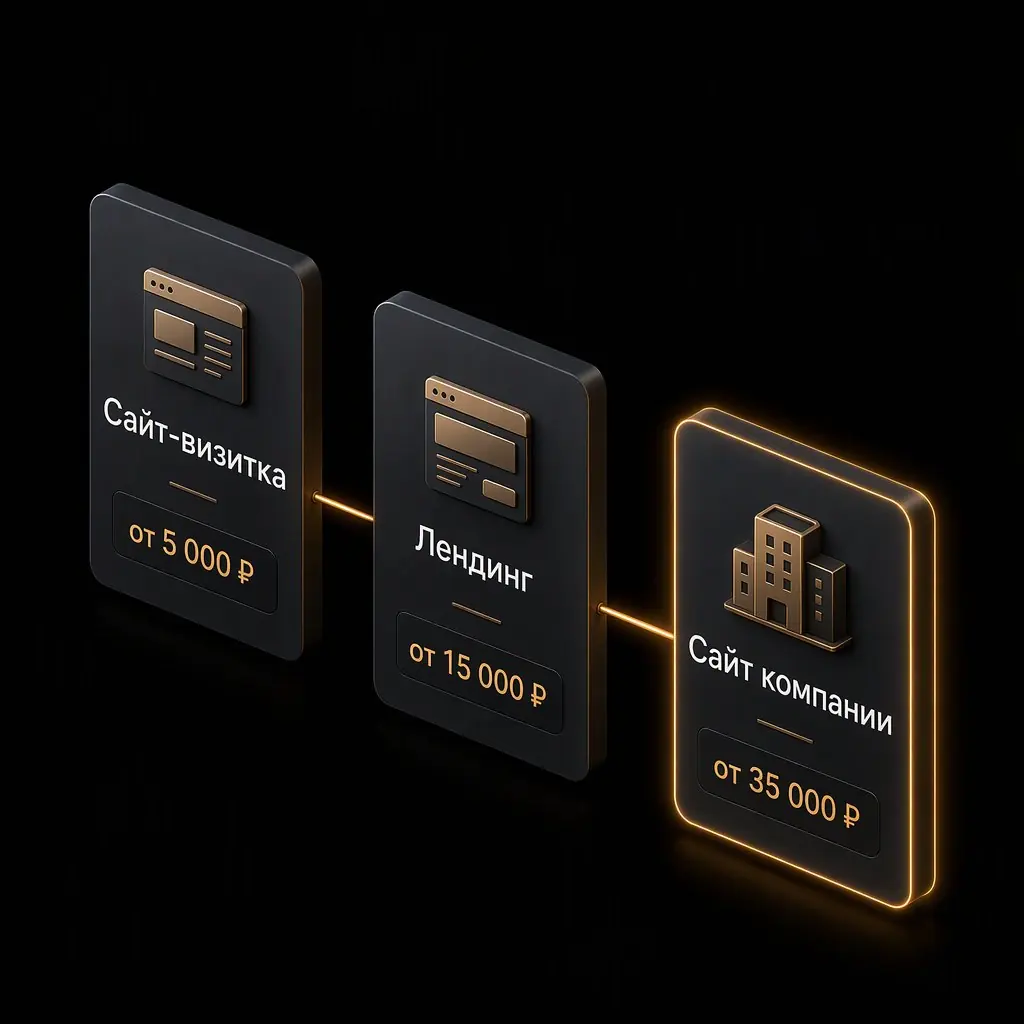 Сайт-визитка
от 5 000 ₽
Лендинг
от 15 000 ₽
Сайт компании
от 35 000 ₽